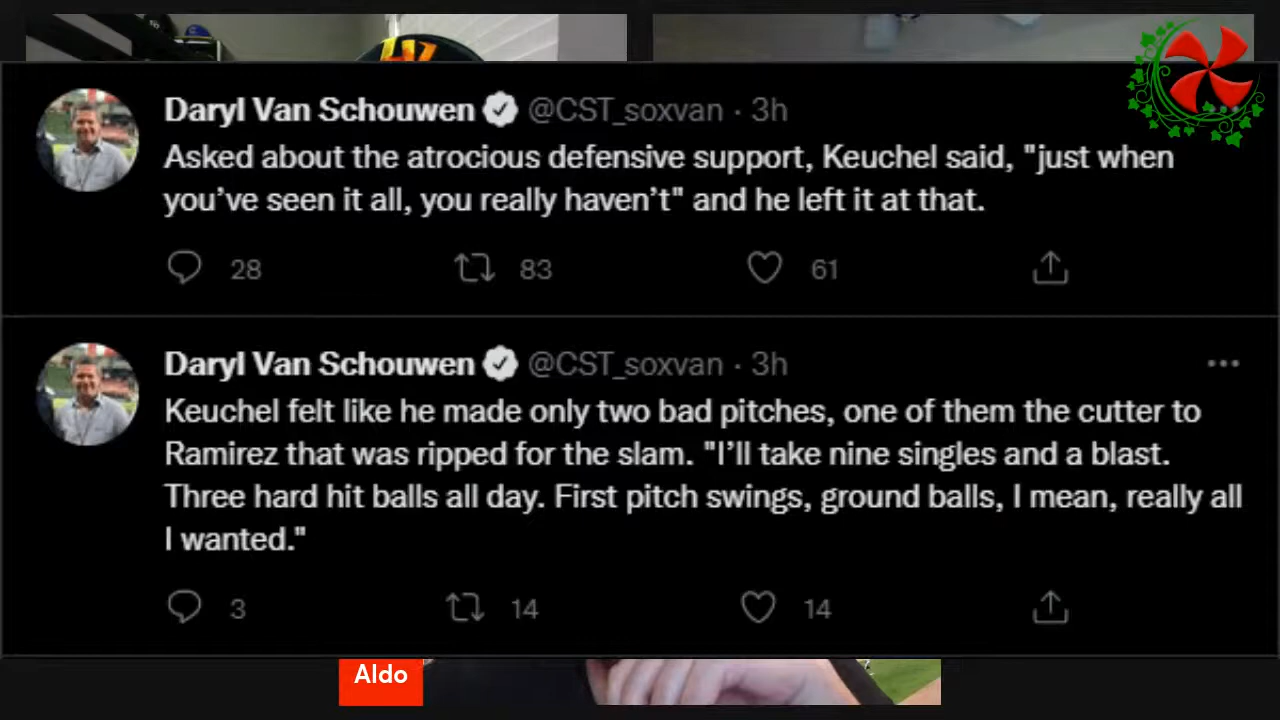 Daryl Van Schouwen @CST_soxvan · 3h
Asked about the atrocious defensive support, Keuchel said, "just when
you’ve seen it all, you really haven’t" and he left it at that.
28 83 61
Daryl Van Schouwen @CST_soxvan · 3h
Keuchel felt like he made only two bad pitches, one of them the cutter to
Ramirez that was ripped for the slam. "I’ll take nine singles and a blast.
Three hard hit balls all day. First pitch swings, ground balls, I mean, really all
I wanted."
3 14 14
Aldo